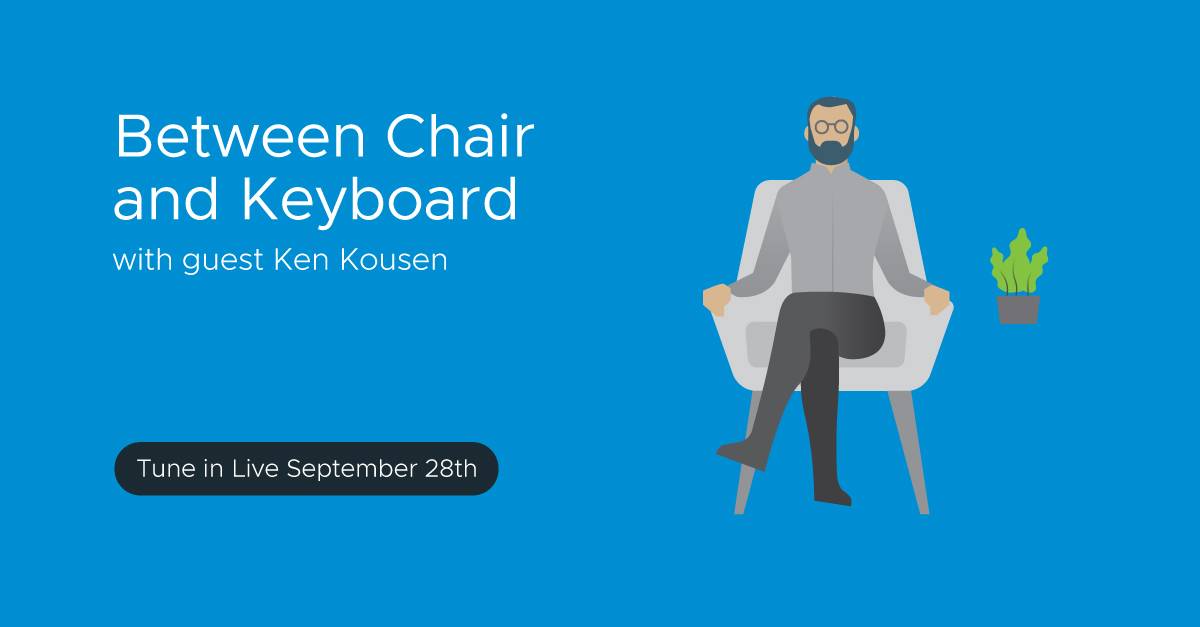 Between Chair
and Keyboard
with guest Ken Kousen
Tune in Live September 28th